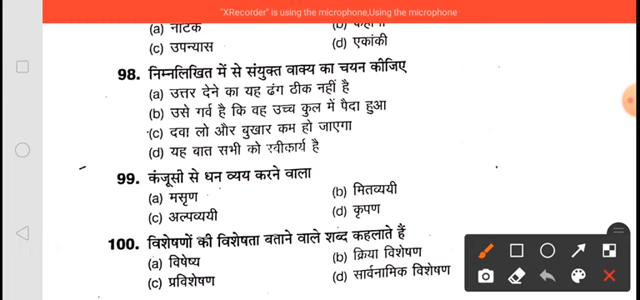 "XRecorder" is using the microphone,Using the microphone
(a) नाटक (b) कहानी
(c) उपन्यास (d) एकांकी
98. निम्नलिखित में से संयुक्त वाक्य का चयन कीजिए
(a) उत्तर देने का यह ढंग ठीक नहीं है
(b) उसे गर्व है कि वह उच्च कुल में पैदा हुआ
(c) दवा लो और बुखार कम हो जाएगा
(d) यह बात सभी को स्वीकार्य है
99. कंजूसी से धन व्यय करने वाला
(a) मसृण (b) मितव्ययी
(c) अल्पव्ययी (d) कृपण
100. विशेषणों की विशेषता बताने वाले शब्द कहलाते हैं
(a) विषेष्य (b) क्रिया विशेषण
(c) प्रविशेषण (d) सार्वनामिक विशेषण